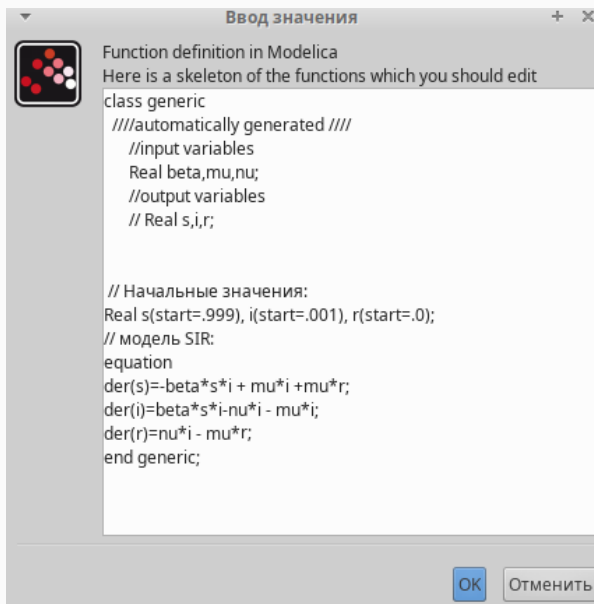 Ввод значения
Function definition in Modelica
Here is a skeleton of the functions which you should edit
class generic
////automatically generated ////
//input variables
Real beta,mu,nu;
//output variables
// Real s,i,r;
// Начальные значения:
Real s(start=.999), i(start=.001), r(start=.0);
// модель SIR:
equation
der(s)=-beta*s*i + mu*i +mu*r;
der(i)=beta*s*i-nu*i - mu*i;
der(r)=nu*i - mu*r;
end generic;
OK Отменить